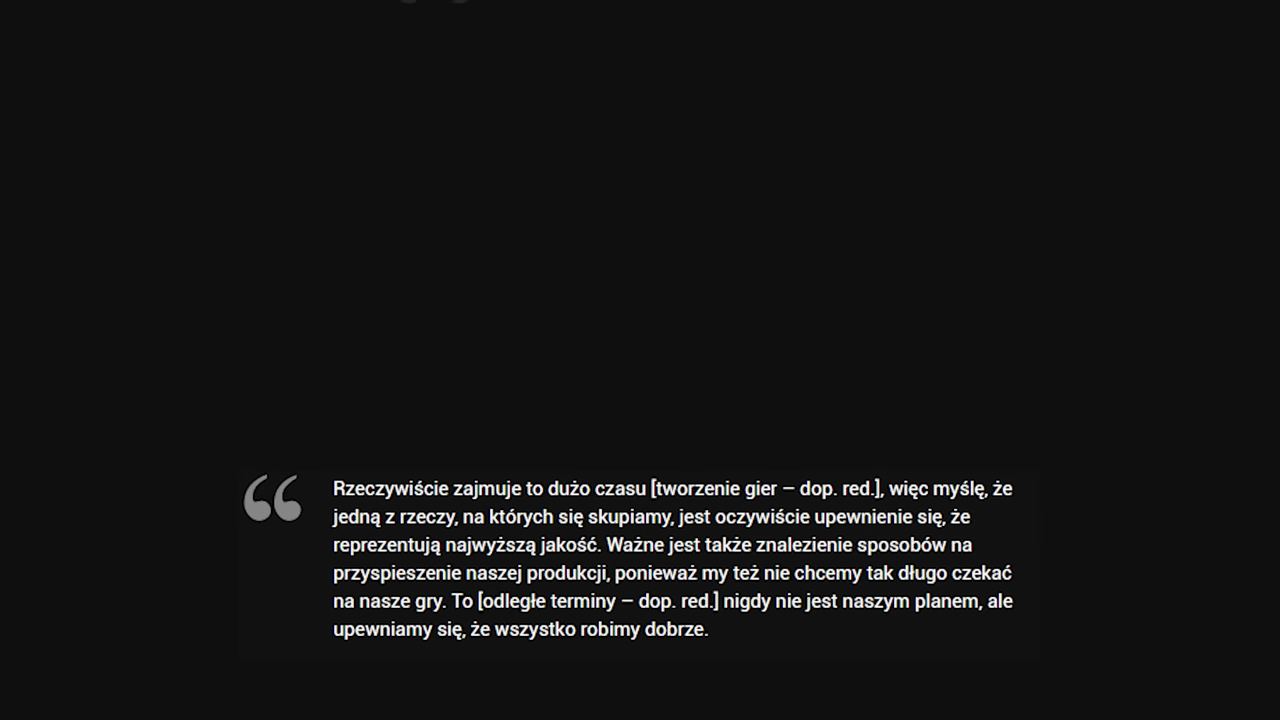 Rzeczywiście zajmuje to dużo czasu [tworzenie gier – dop. red.], więc myślę, że
jedną z rzeczy, na których się skupiamy, jest oczywiście upewnienie się, że
reprezentują najwyższą jakość. Ważne jest także znalezienie sposobów na
przyspieszenie naszej produkcji, ponieważ my też nie chcemy tak długo czekać
na nasze gry. To [odległe terminy – dop. red.] nigdy nie jest naszym planem, ale
upewniamy się, że wszystko robimy dobrze.